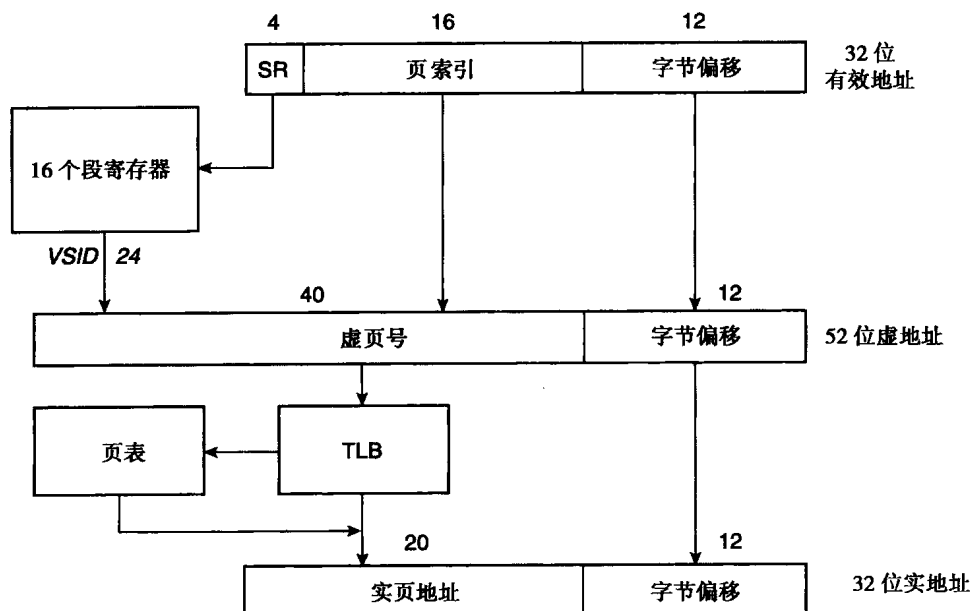 4 16 12
SR 页索引 字节偏移 32 位
有效地址
16 个段寄存器
VSID 24
40 12
虚页号 字节偏移 52 位虚地址
页表 TLB
20 12
实页地址 字节偏移 32 位实地址